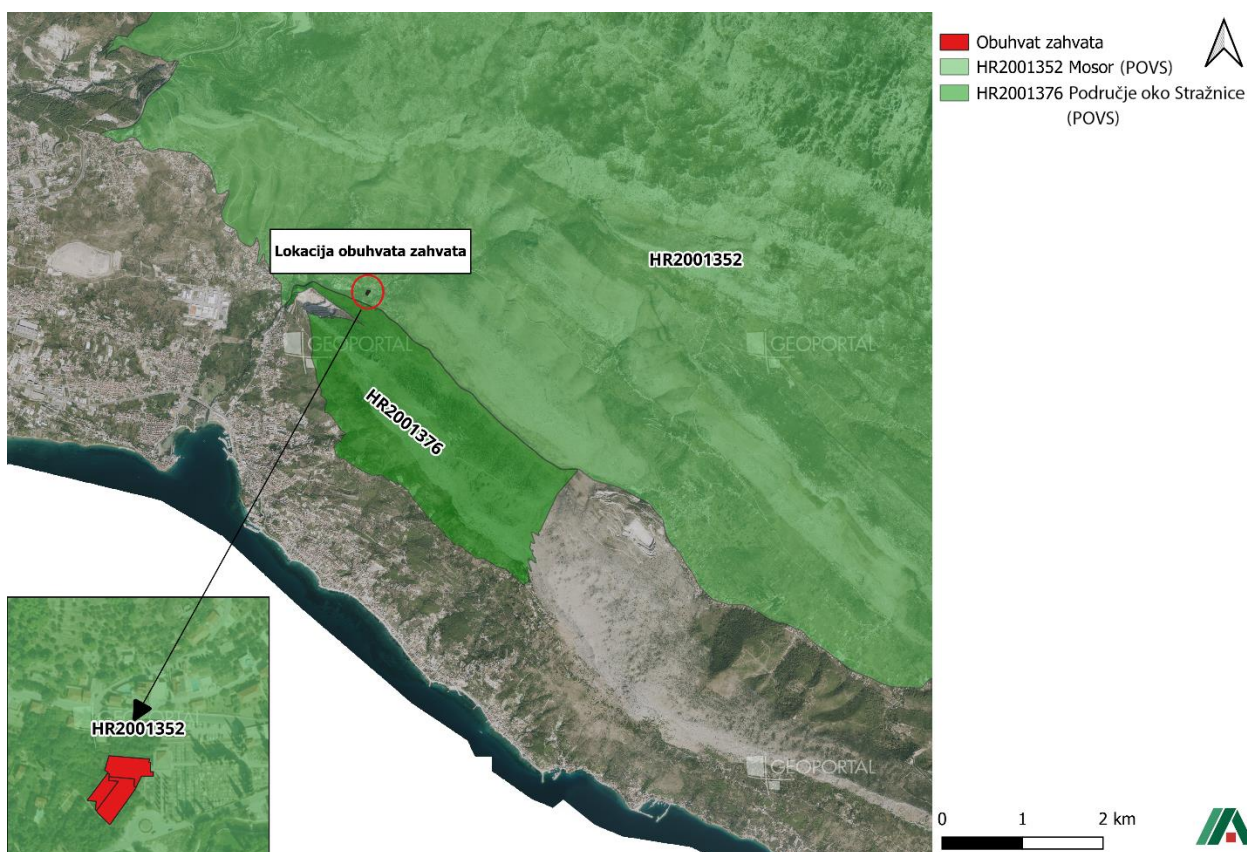 Obuhvat zahvata
HR2001352 Mosor (POVS)
HR2001376 Područje oko Stražnice
(POVS)
Lokacija obuhvata zahvata
HR2001352
GEOPORTAL
GEOPORTAL
HR2001376
HR2001352
GEOPORTAL
0 1 2 km